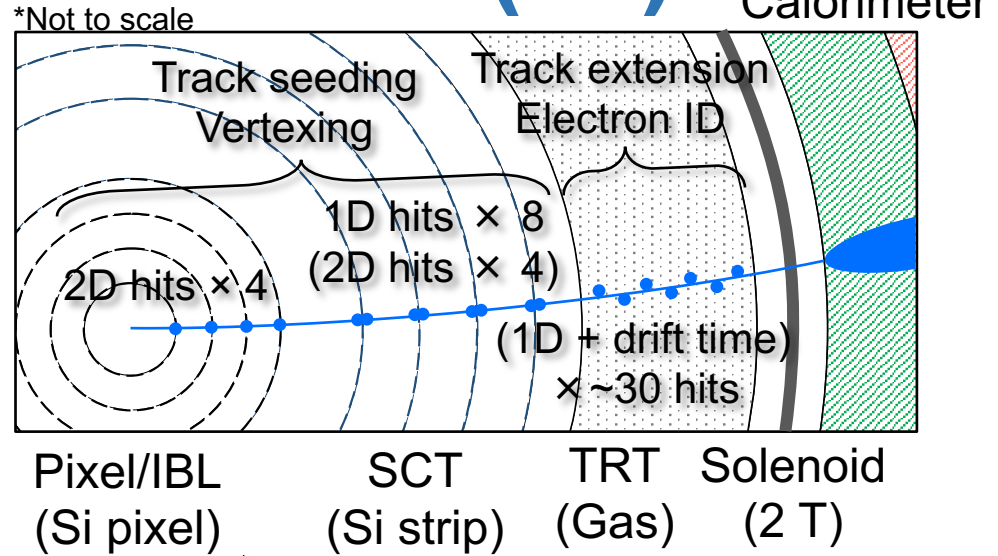 *Not to scale
Calorimeter
Track seeding
Vertexing
Track extension
Electron ID
1D hits × 8
(2D hits × 4)
2D hits × 4
(1D + drift time)
× ~30 hits
Pixel/IBL
(Si pixel)
SCT
(Si strip)
TRT
(Gas)
Solenoid
(2 T)